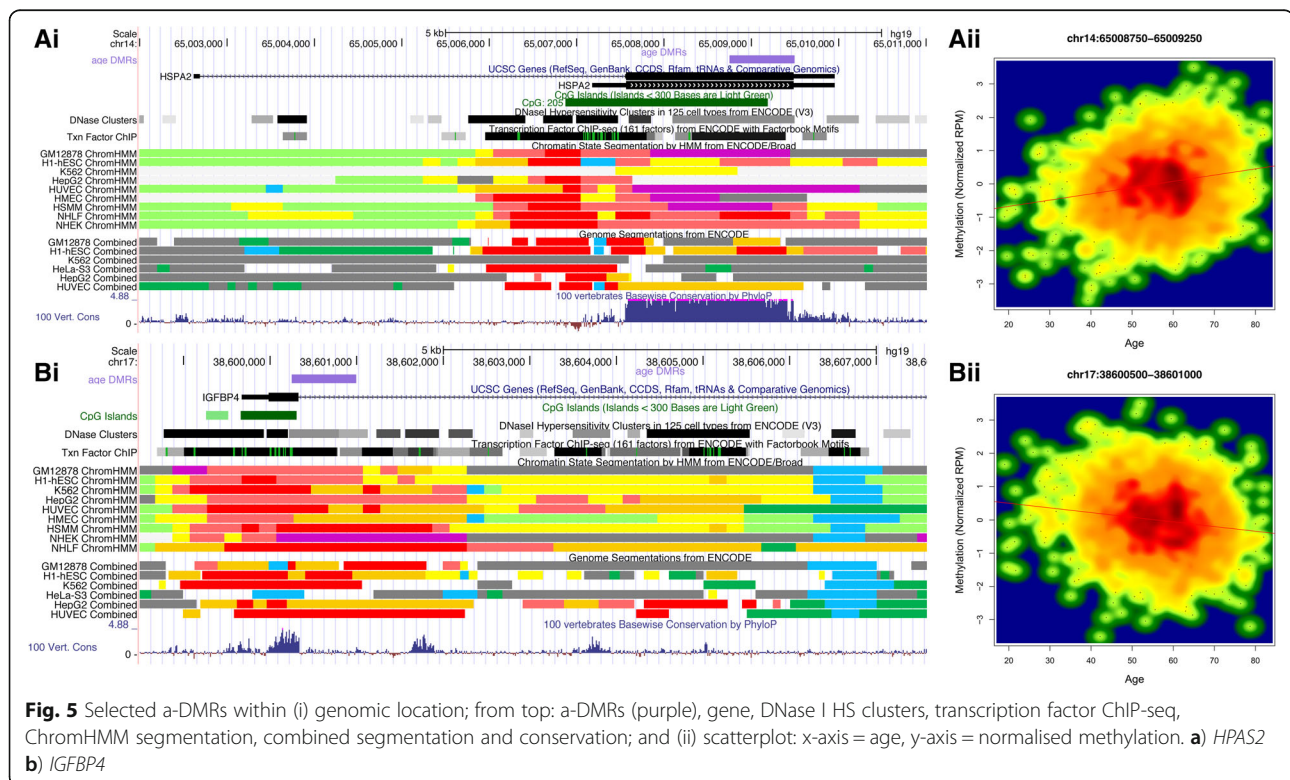 Ai
Scale 5 kb hg19
chr14: 65,003,000 65,004,000 65,005,000 65,006,000 65,007,000 65,008,000 65,009,000 65,010,000 65,011,000
age DMRs age DMRs
UCSC Genes (RefSeq, GenBank, CCDS, Rfam, tRNAs & Comparative Genomics)
HSPA2
HSPA2
CpG Islands (Islands < 300 Bases are Light Green)
CpG: 205
DNaseI Hypersensitivity Clusters in 125 cell types from ENCODE (V3)
DNase Clusters
Transcription Factor ChIP-seq (161 factors) from ENCODE with Factorbook Motifs
Txn Factor ChIP
Chromatin State Segmentation by HMM from ENCODE/Broad
GM12878 ChromHMM
H1-hESC ChromHMM
K562 ChromHMM
HepG2 ChromHMM
HUVEC ChromHMM
HMEC ChromHMM
HSMM ChromHMM
NHLF ChromHMM
NHEK ChromHMM
Genome Segmentations from ENCODE
GM12878 Combined
H1-hESC Combined
K562 Combined
HeLa-S3 Combined
HepG2 Combined
HUVEC Combined
100 vertebrates Basewise Conservation by PhyloP
4.88
100 Vert. Cons
0 -
Aii
chr14:65008750-65009250
Methylation (Normalized RPM)
3
2
1
0
-1
-2
-3
20 30 40 50 60 70 80
Age
Bi
Scale 5 kb hg19
chr17: 38,600,000 38,601,000 38,602,000 38,603,000 38,604,000 38,605,000 38,606,000 38,607,000 38,6
age DMRs age DMRs
UCSC Genes (RefSeq, GenBank, CCDS, Rfam, tRNAs & Comparative Genomics)
IGFBP4
CpG Islands (Islands < 300 Bases are Light Green)
CpG Islands
DNaseI Hypersensitivity Clusters in 125 cell types from ENCODE (V3)
DNase Clusters
Transcription Factor ChIP-seq (161 factors) from ENCODE with Factorbook Motifs
Txn Factor ChIP
Chromatin State Segmentation by HMM from ENCODE/Broad
GM12878 ChromHMM
H1-hESC ChromHMM
K562 ChromHMM
HepG2 ChromHMM
HUVEC ChromHMM
HMEC ChromHMM
HSMM ChromHMM
NHEK ChromHMM
NHLF ChromHMM
Genome Segmentations from ENCODE
GM12878 Combined
H1-hESC Combined
K562 Combined
HeLa-S3 Combined
HepG2 Combined
HUVEC Combined
100 vertebrates Basewise Conservation by PhyloP
4.88
100 Vert. Cons
0 -
Bii
chr17:38600500-38601000
Methylation (Normalized RPM)
3
2
1
0
-1
-2
-3
20 30 40 50 60 70 80
Age
Fig. 5 Selected a-DMRs within (i) genomic location; from top: a-DMRs (purple), gene, DNase I HS clusters, transcription factor ChIP-seq,
ChromHMM segmentation, combined segmentation and conservation; and (ii) scatterplot: x-axis = age, y-axis = normalised methylation. a) HPAS2
b) IGFBP4